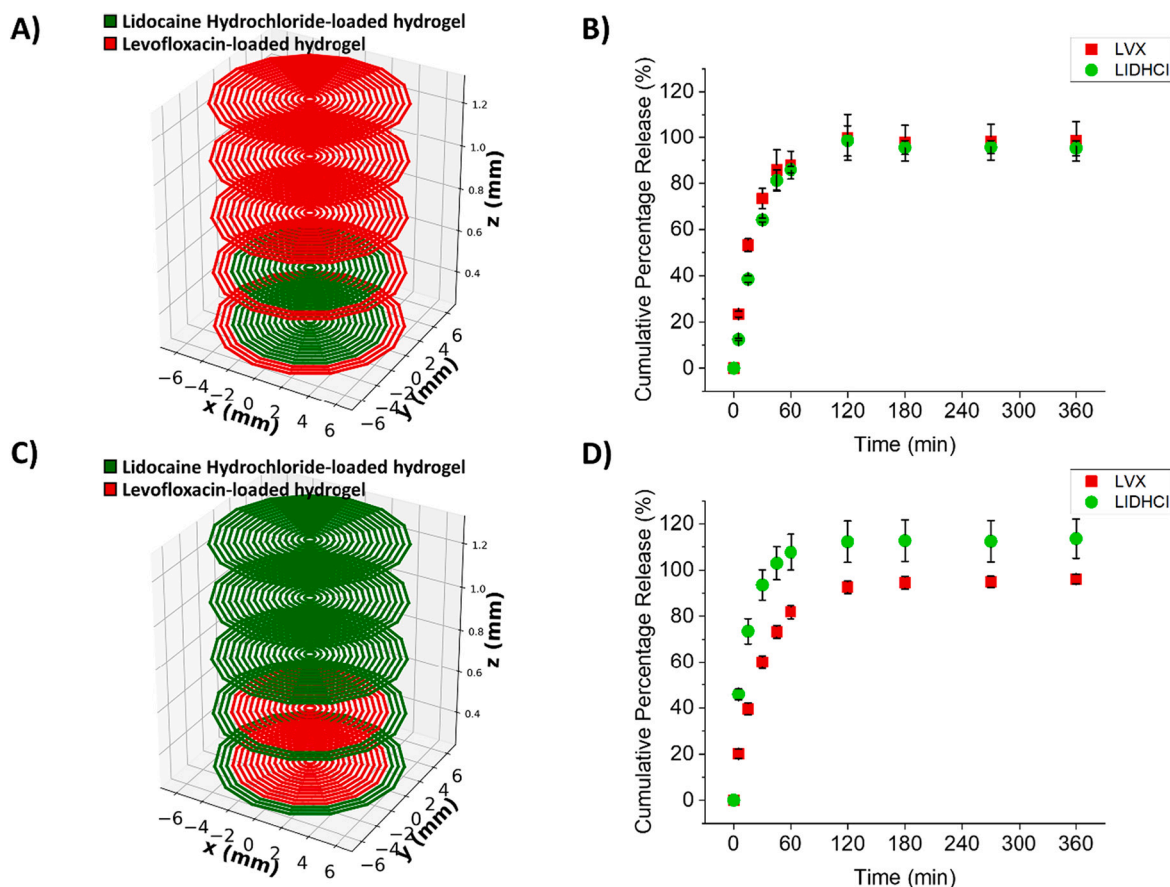 A)
Lidocaine Hydrochloride-loaded hydrogel
Levofloxacin-loaded hydrogel
1.2
1.0
0.8
0.6
0.4
z (mm)
−6 −4 −2 0 2 4 6
x (mm)
−6 −4 −2 0 2 4 6
y (mm)
B)
LVX
LIDHCl
Cumulative Percentage Release (%)
120
100
80
60
40
20
0
0 60 120 180 240 300 360
Time (min)
C)
Lidocaine Hydrochloride-loaded hydrogel
Levofloxacin-loaded hydrogel
1.2
1.0
0.8
0.6
0.4
z (mm)
−6 −4 −2 0 2 4 6
x (mm)
−6 −4 −2 0 2 4 6
y (mm)
D)
LVX
LIDHCl
Cumulative Percentage Release (%)
120
100
80
60
40
20
0
0 60 120 180 240 300 360
Time (min)